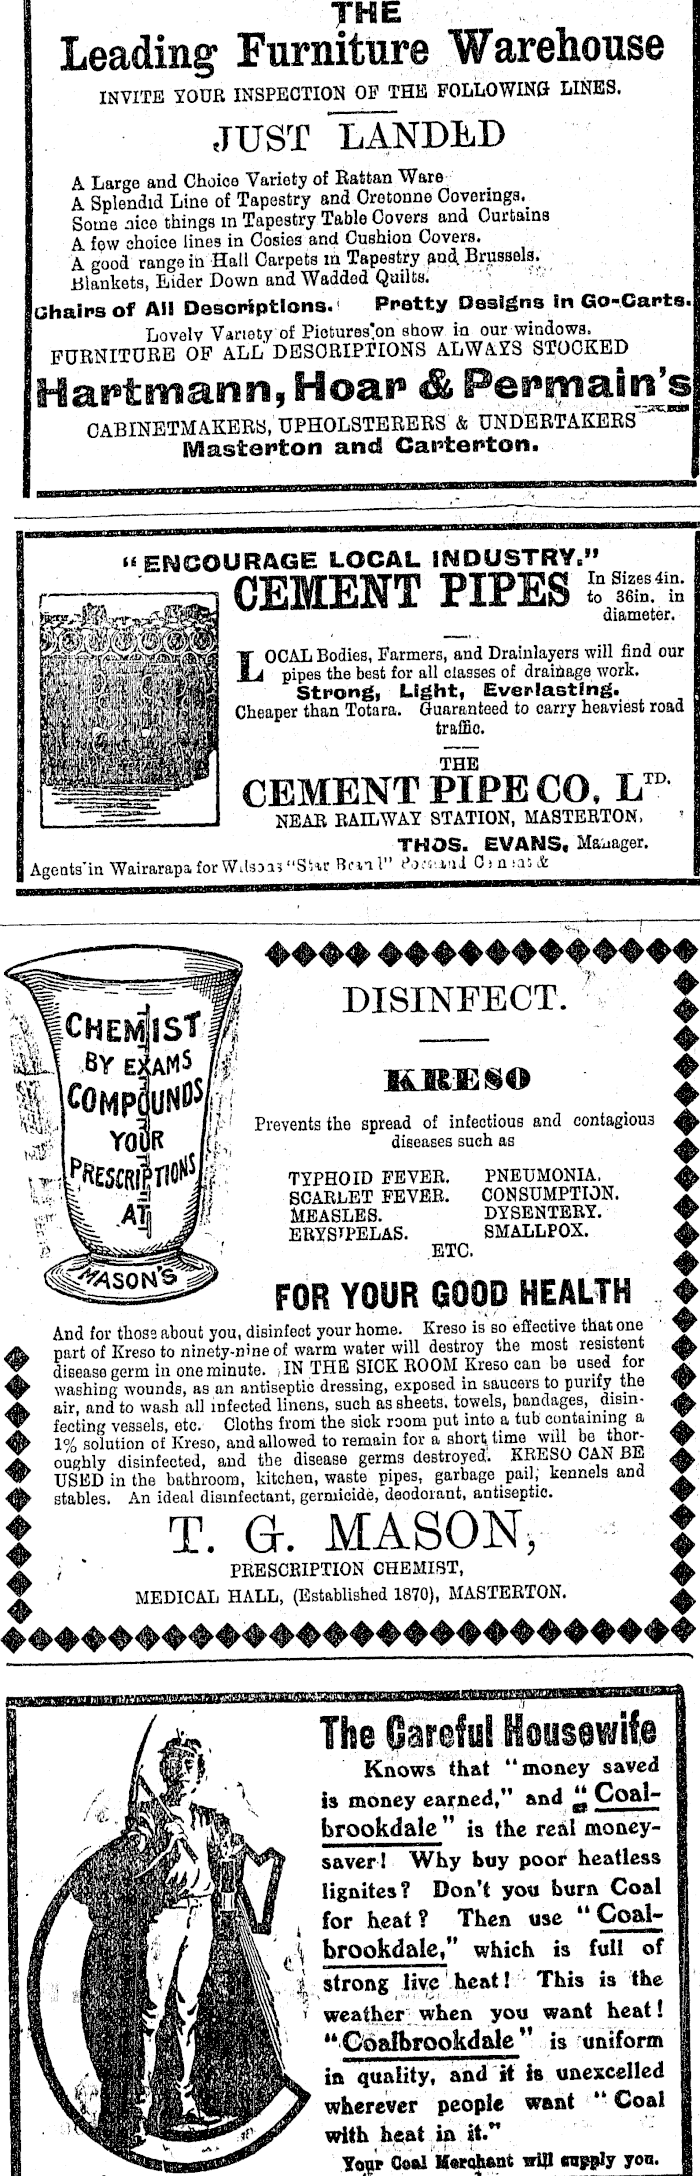 THE
Leading Furniture Warehouse
INVITE YOUR INSPECTION OF THE FOLLOWING LINES.
JUST LANDED
A Large and Choice Variety of Rattan Ware
A Splendid Line of Tapestry and Cretonne Coverings.
Some nice things in Tapestry Table Covers and Curtains
A few choice lines in Cosies and Cushion Covers.
A good range in Hall Carpets in Tapestry and Brussels.
Blankets, Eider Down and Wadded Quilts.
Chairs of All Descriptions. Pretty Designs in Go-Carts.
Lovely Variety of Pictures on show in our windows.
FURNITURE OF ALL DESCRIPTIONS ALWAYS STOCKED
Hartmann, Hoar & Permain's
CABINETMAKERS, UPHOLSTERERS & UNDERTAKERS
Masterton and Carterton.
"ENCOURAGE LOCAL INDUSTRY."
CEMENT PIPES
In Sizes 4in.
to 36in. in
diameter.
LOCAL Bodies, Farmers, and Drainlayers will find our
pipes the best for all classes of drainage work.
Strong, Light, Everlasting.
Cheaper than Totara. Guaranteed to carry heaviest road
traffic.
THE
CEMENT PIPE CO, LTD.
NEAR RAILWAY STATION, MASTERTON,
THOS. EVANS, Manager.
Agents in Wairarapa for Wilsons "Star Brand" Portland Cement &
CHEMIST
BY EXAMS
COMPOUNDS
YOUR
PRESCRIPTIONS
AT
MASON'S
DISINFECT.
KRESO
Prevents the spread of infectious and contagious
diseases such as
TYPHOID FEVER. PNEUMONIA.
SCARLET FEVER. CONSUMPTION.
MEASLES. DYSENTERY.
ERYSIPELAS. SMALLPOX.
ETC.
FOR YOUR GOOD HEALTH
And for those about you, disinfect your home. Kreso is so effective that one
part of Kreso to ninety-nine of warm water will destroy the most resistent
disease germ in one minute. IN THE SICK ROOM Kreso can be used for
washing wounds, as an antiseptic dressing, exposed in saucers to purify the
air, and to wash all infected linens, such as sheets, towels, bandages, disin-
fecting vessels, etc. Cloths from the sick room put into a tub containing a
1% solution of Kreso, and allowed to remain for a short time will be thor-
oughly disinfected, and the disease germs destroyed. KRESO CAN BE
USED in the bathroom, kitchen, waste pipes, garbage pail, kennels and
stables. An ideal disinfectant, germicide, deodorant, antiseptic.
T. G. MASON,
PRESCRIPTION CHEMIST,
MEDICAL HALL, (Established 1870), MASTERTON.
The Careful Housewife
Knows that "money saved
is money earned," and "Coal-
brookdale" is the real money-
saver! Why buy poor heatless
lignites? Don't you burn Coal
for heat? Then use "Coal-
brookdale," which is full of
strong live heat! This is the
weather when you want heat!
"Coalbrookdale" is uniform
in quality, and it is unexcelled
wherever people want "Coal
with heat in it."
Your Coal Merchant will supply you.